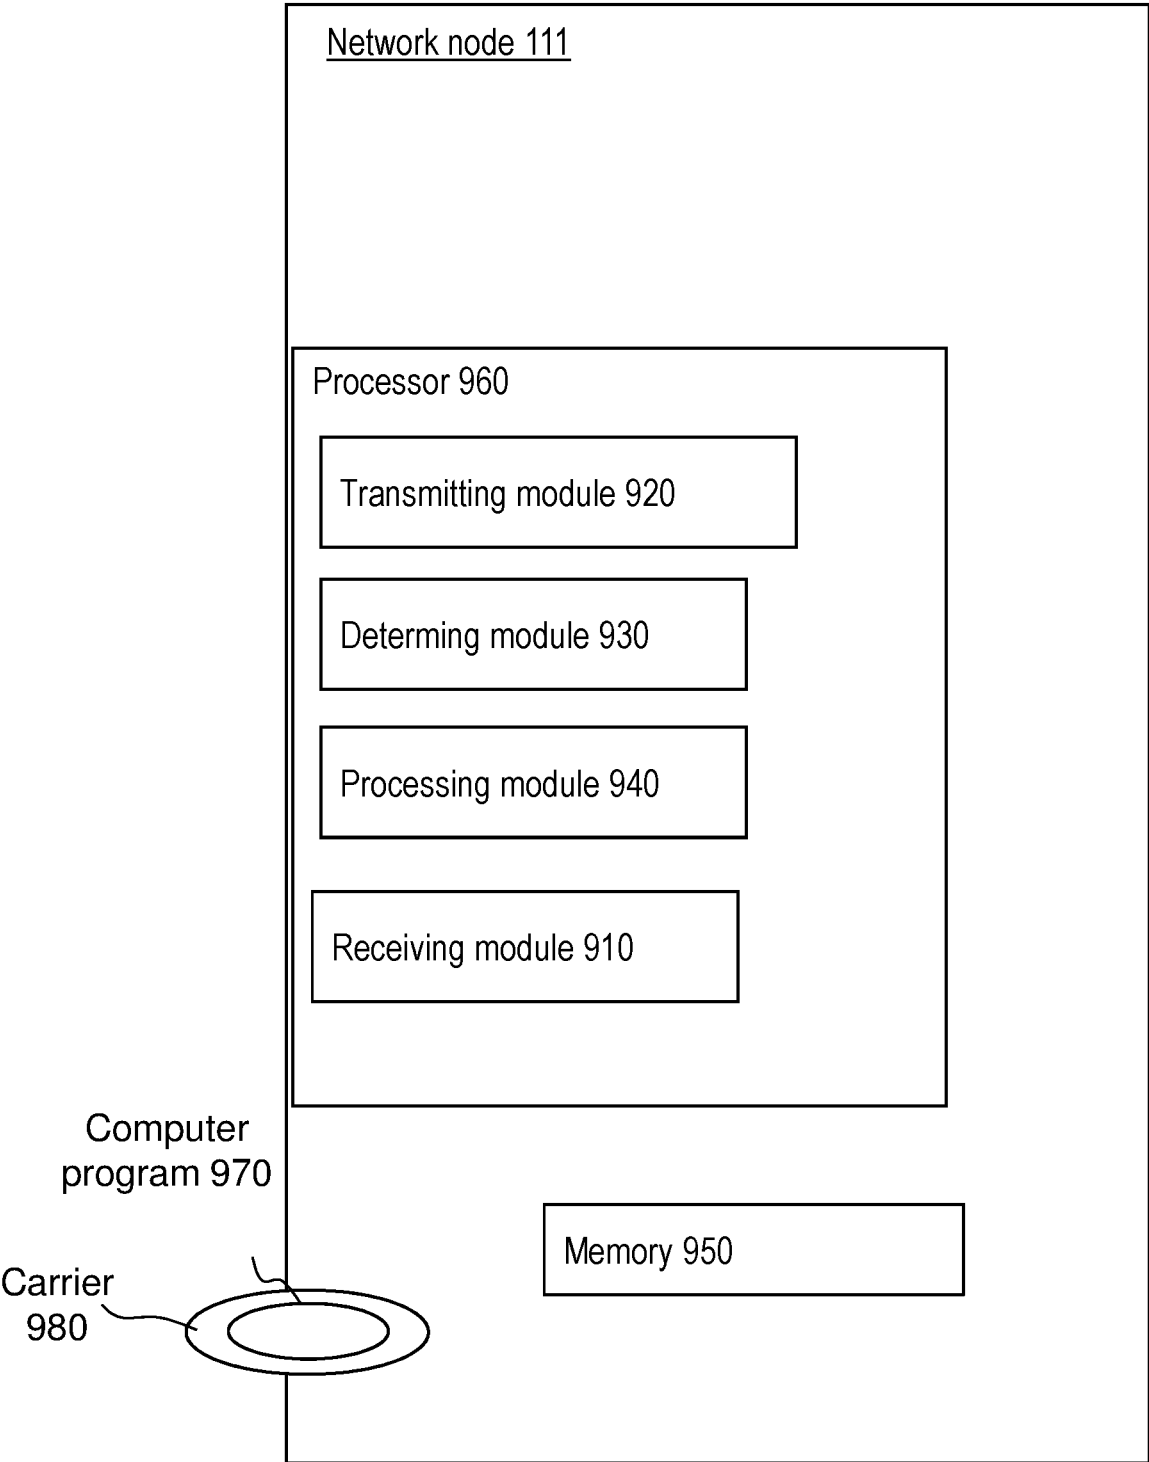 Network node 111
Processor 960
Transmitting module 920
Determing module 930
Processing module 940
Receiving module 910
Computer
program 970
Memory 950
Carrier
980